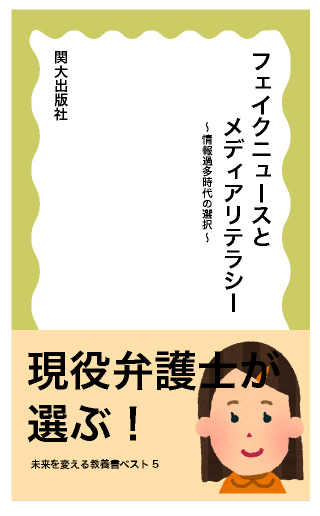 フェイクニュースと
メディアリテラシー
～情報過多時代の選択～
関大出版社
現役弁護士が
選ぶ！
未来を変える教養書ベスト５